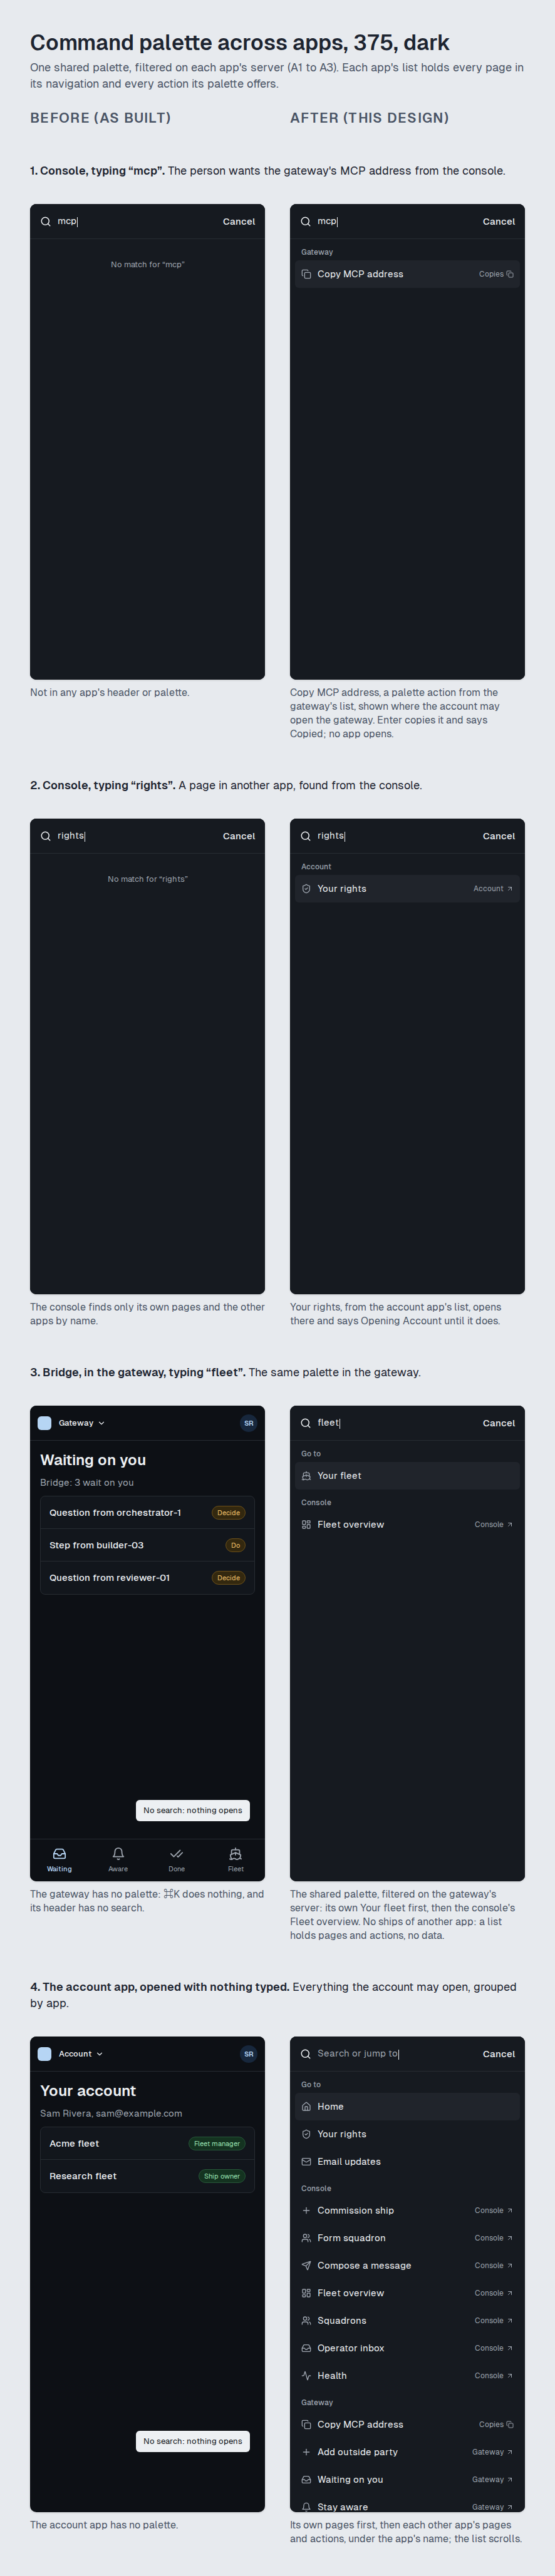 Command palette across apps, 375, dark
One shared palette, filtered on each app's server (A1 to A3). Each app's list holds every page in
its navigation and every action its palette offers.
BEFORE (AS BUILT)
AFTER (THIS DESIGN)
1. Console, typing “mcp”. The person wants the gateway's MCP address from the console.
mcp
Cancel
No match for “mcp”
Not in any app's header or palette.
mcp
Cancel
Gateway
Copy MCP address
Copies
Copy MCP address, a palette action from the
gateway's list, shown where the account may
open the gateway. Enter copies it and says
Copied; no app opens.
2. Console, typing “rights”. A page in another app, found from the console.
rights
Cancel
No match for “rights”
The console finds only its own pages and the other
apps by name.
rights
Cancel
Account
Your rights
Account
Your rights, from the account app's list, opens
there and says Opening Account until it does.
3. Bridge, in the gateway, typing “fleet”. The same palette in the gateway.
Gateway
SR
Waiting on you
Bridge: 3 wait on you
Question from orchestrator-1
Decide
Step from builder-03
Do
Question from reviewer-01
Decide
No search: nothing opens
Waiting
Aware
Done
Fleet
The gateway has no palette: ⌘K does nothing, and
its header has no search.
fleet
Cancel
Go to
Your fleet
Console
Fleet overview
Console
The shared palette, filtered on the gateway's
server: its own Your fleet first, then the console's
Fleet overview. No ships of another app: a list
holds pages and actions, no data.
4. The account app, opened with nothing typed. Everything the account may open, grouped
by app.
Account
SR
Your account
Sam Rivera, sam@example.com
Acme fleet
Fleet manager
Research fleet
Ship owner
No search: nothing opens
The account app has no palette.
Search or jump to
Cancel
Go to
Home
Your rights
Email updates
Console
Commission ship
Console
Form squadron
Console
Compose a message
Console
Fleet overview
Console
Squadrons
Console
Operator inbox
Console
Health
Console
Gateway
Copy MCP address
Copies
Add outside party
Gateway
Waiting on you
Gateway
Stay aware
Gateway
Its own pages first, then each other app's pages
and actions, under the app's name; the list scrolls.